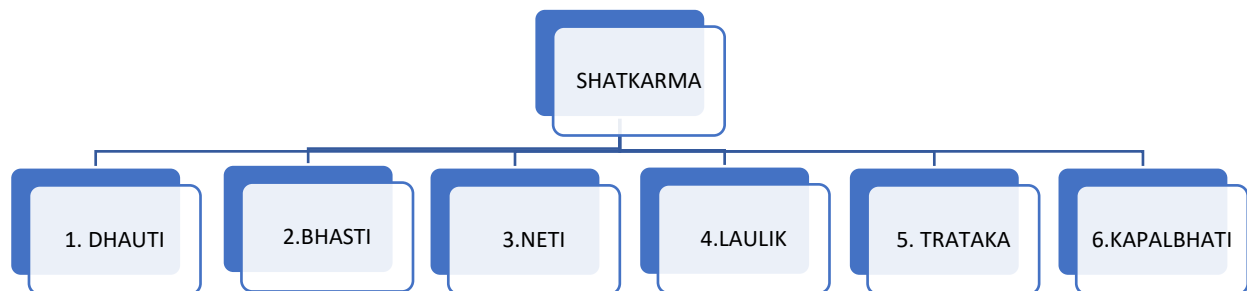 SHATKARMA
1. DHAUTI
2.BHASTI
3.NETI
4.LAULIK
5. TRATAKA
6.KAPALBHATI